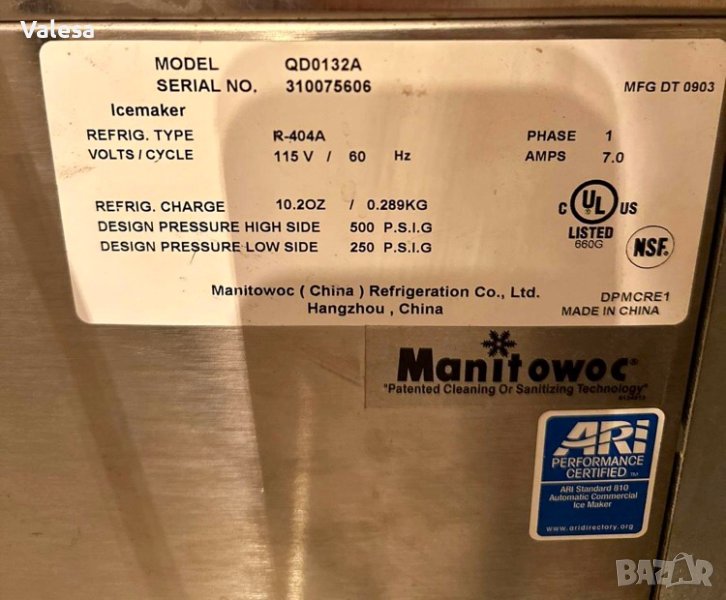 Valesa
MODEL QD0132A
SERIAL NO. 310075606 MFG DT 0903
Icemaker
REFRIG. TYPE R-404A PHASE 1
VOLTS / CYCLE 115 V / 60 Hz AMPS 7.0
REFRIG. CHARGE 10.2OZ / 0.289KG
DESIGN PRESSURE HIGH SIDE 500 P.S.I.G
DESIGN PRESSURE LOW SIDE 250 P.S.I.G
C UL US
LISTED
660G
NSF.
Manitowoc ( China ) Refrigeration Co., Ltd.
Hangzhou , China
DPMCRE1
MADE IN CHINA
Manitowoc®
"Patented Cleaning Or Sanitizing Technology"
ARI
PERFORMANCE
CERTIFIED ™
ARI Standard 810
Automatic Commercial
Ice Maker
www.aridirectory.org
BAZAR